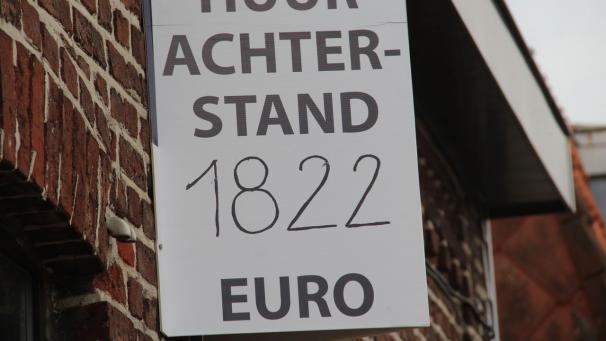 HUUR
ACHTER-
STAND
1822
EURO